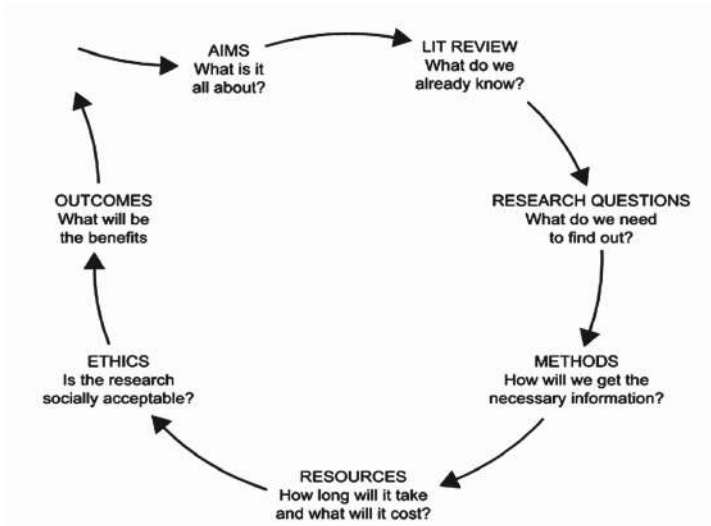 AIMS
What is it
all about?
LIT REVIEW
What do we
already know?
RESEARCH QUESTIONS
What do we need
to find out?
METHODS
How will we get the
necessary information?
RESOURCES
How long will it take
and what will it cost?
ETHICS
Is the research
socially acceptable?
OUTCOMES
What will be
the benefits